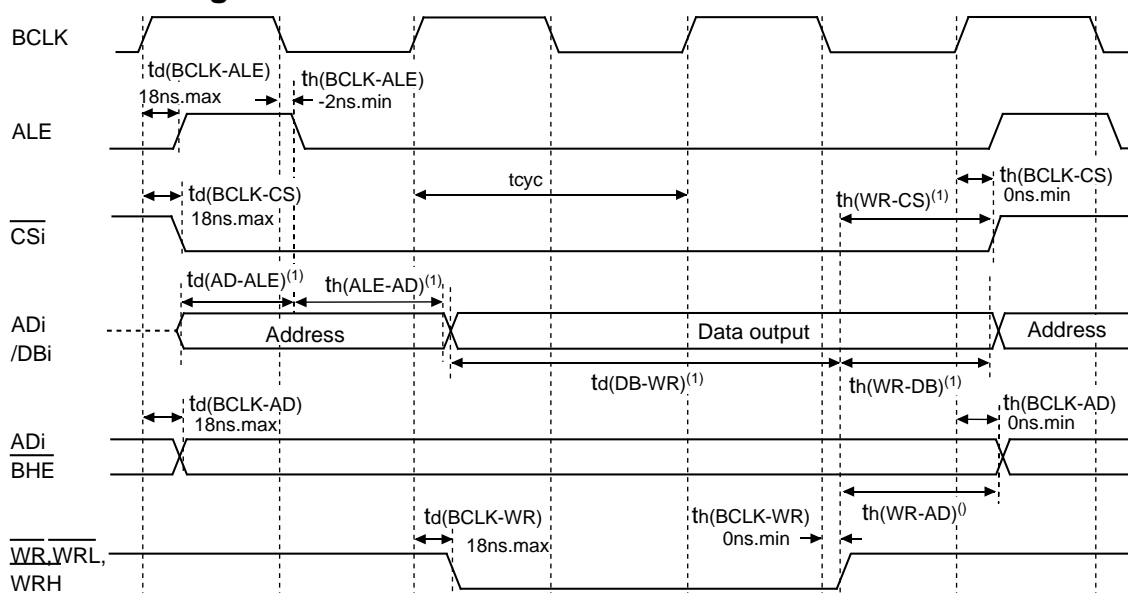 BCLK
td(BCLK-ALE)
18ns.max
th(BCLK-ALE)
-2ns.min
ALE
td(BCLK-CS)
18ns.max
tcyc
th(WR-CS)(1)
th(BCLK-CS)
0ns.min
CSi
td(AD-ALE)(1)
th(ALE-AD)(1)
ADi
/DBi
Address
Data output
Address
td(DB-WR)(1)
th(WR-DB)(1)
td(BCLK-AD)
18ns.max
th(BCLK-AD)
0ns.min
ADi
BHE
th(WR-AD)()
td(BCLK-WR)
18ns.max
th(BCLK-WR)
0ns.min
WR,WRL,
WRH